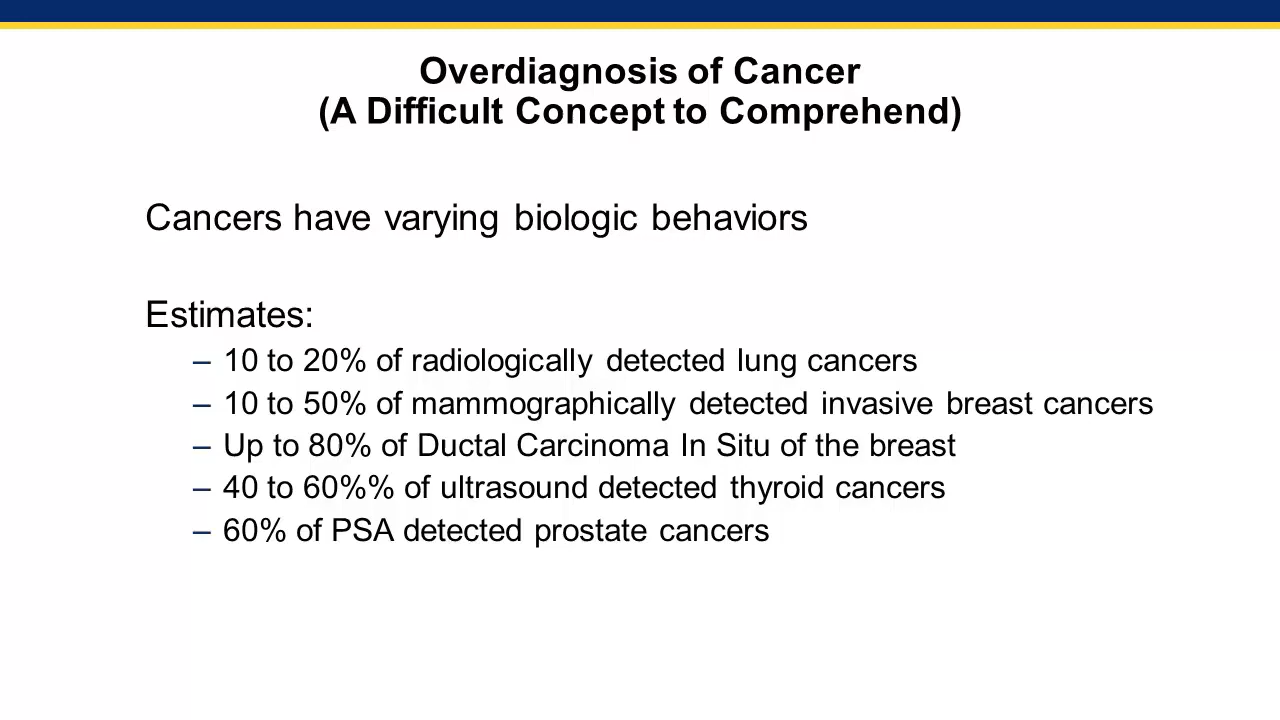 Overdiagnosis of Cancer
(A Difficult Concept to Comprehend)
Cancers have varying biologic behaviors
Estimates:
– 10 to 20% of radiologically detected lung cancers
– 10 to 50% of mammographically detected invasive breast cancers
– Up to 80% of Ductal Carcinoma In Situ of the breast
– 40 to 60%% of ultrasound detected thyroid cancers
– 60% of PSA detected prostate cancers